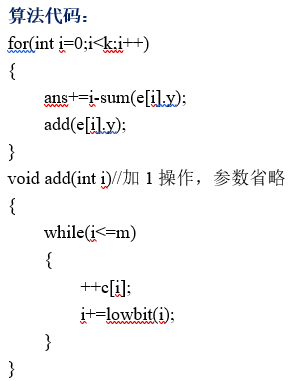 算法代码：
for(int i=0;i<k;i++)
{
ans+=i-sum(e[i].y);
add(e[i].y);
}
void add(int i)//加 1 操作，参数省略
{
while(i<=m)
{
++c[i];
i+=lowbit(i);
}
}